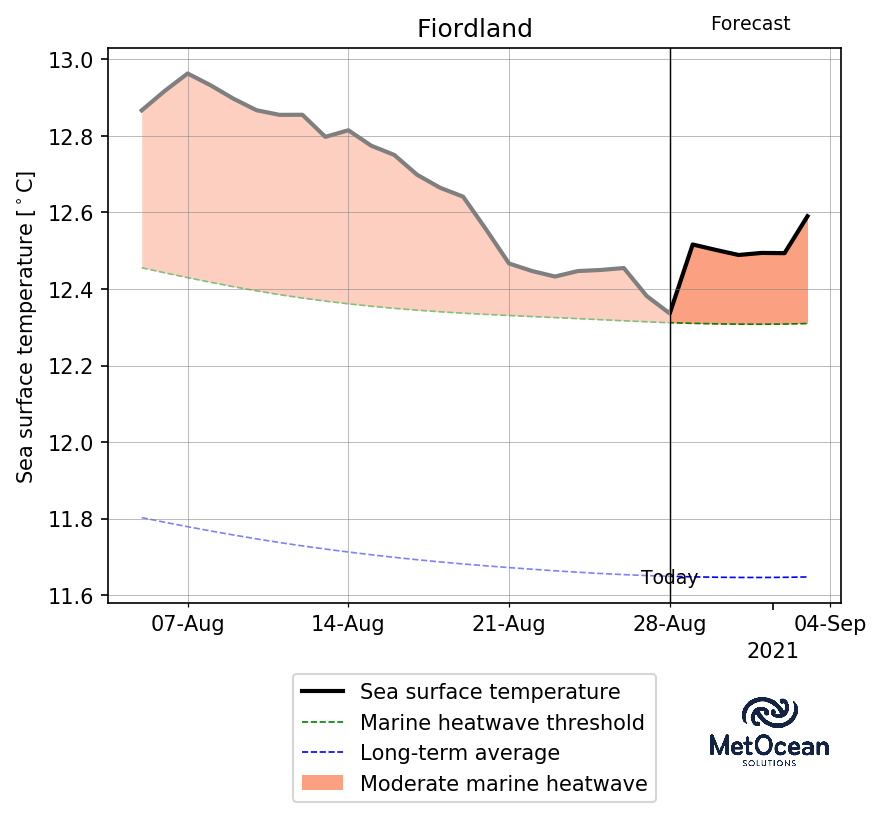 Fiordland
Forecast
Sea surface temperature [°C]
13.0
12.8
12.6
12.4
12.2
12.0
11.8
11.6
Today
07-Aug 14-Aug 21-Aug 28-Aug 04-Sep
2021
Sea surface temperature
Marine heatwave threshold
Long-term average
Moderate marine heatwave
MetOcean
SOLUTIONS